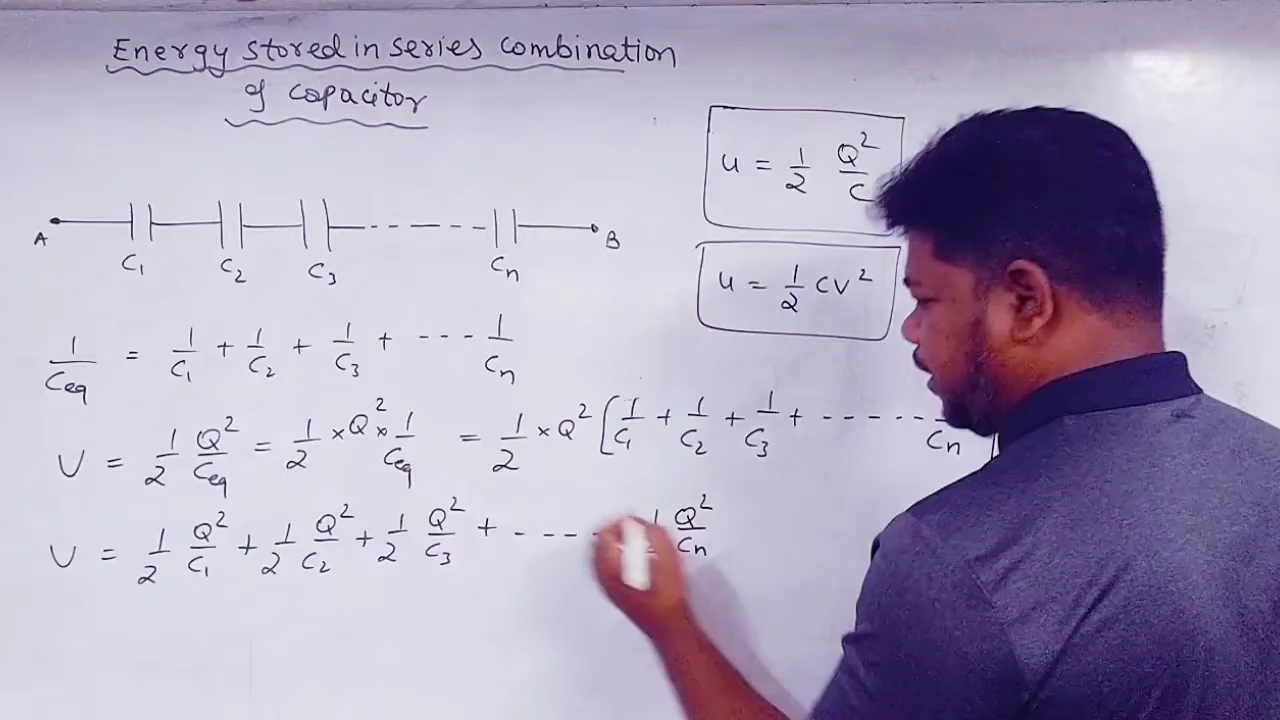 Energy stored in series combination
of capacitor
U = 1/2 Q²/C
A B
C₁ C₂ C₃ Cₙ
U = 1/2 CV²
1/Ceq = 1/C₁ + 1/C₂ + 1/C₃ + ---- 1/Cₙ
U = 1/2 Q²/Ceq = 1/2 × Q² × 1/Ceq = 1/2 × Q² [1/C₁ + 1/C₂ + 1/C₃ + ----- 1/Cₙ
U = 1/2 Q²/C₁ + 1/2 Q²/C₂ + 1/2 Q²/C₃ + ---- Q²/Cₙ